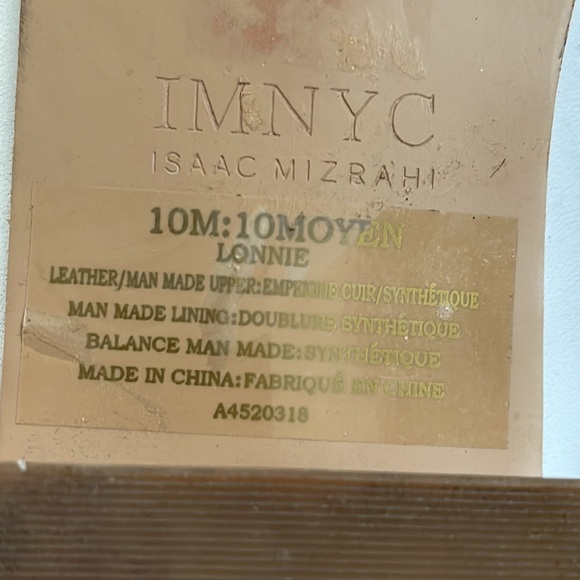 IMNYC
ISAAC MIZRAHI
10M:10MOYEN
LONNIE
LEATHER/MAN MADE UPPER:EMPEIGNE CUIR/SYNTHÉTIQUE
MAN MADE LINING:DOUBLURE SYNTHÉTIQUE
BALANCE MAN MADE:SYNTHÉTIQUE
MADE IN CHINA:FABRIQUÉ EN CHINE
A4520318